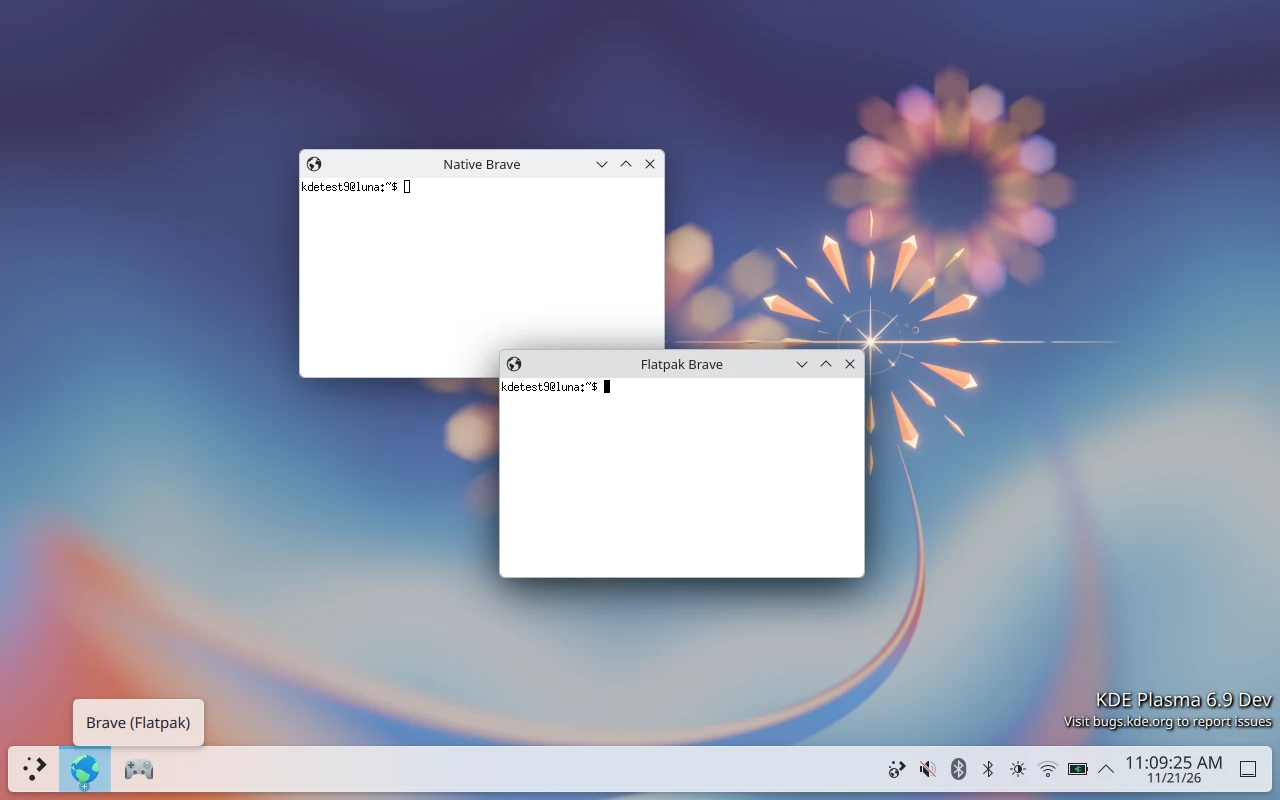 Native Brave
kdetest9@luna:~$
Flatpak Brave
kdetest9@luna:~$
KDE Plasma 6.9 Dev
Visit bugs.kde.org to report issues
Brave (Flatpak)
11:09:25 AM
11/21/26